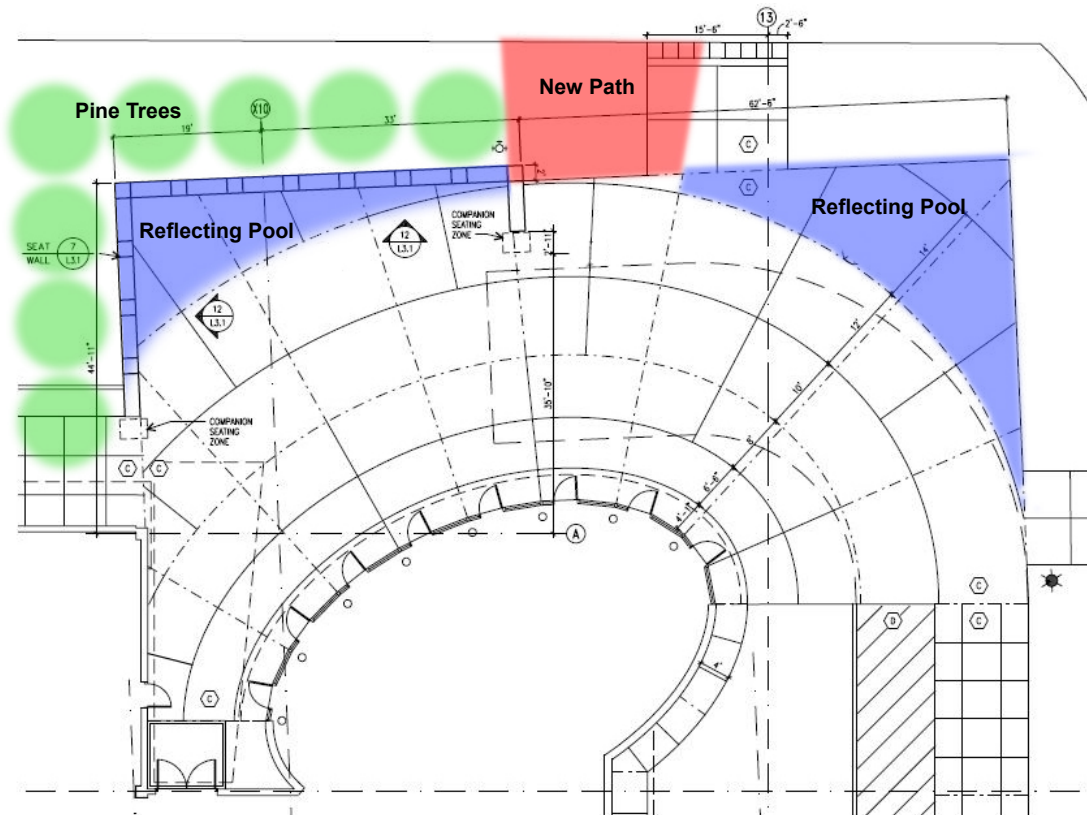 13
15'-6"
2'-6"
New Path
Pine Trees
X10
62'-6"
19'
33'
2'
C
C
Reflecting Pool
Reflecting Pool
COMPANION
SEATING
ZONE
12
L3.1
SEAT
WALL
7
L3.1
14'
12
L3.1
12'
44'-11"
10'
35'-10"
COMPANION
SEATING
ZONE
8'
C
C
6'-6"
A
C
C
D
4'
C